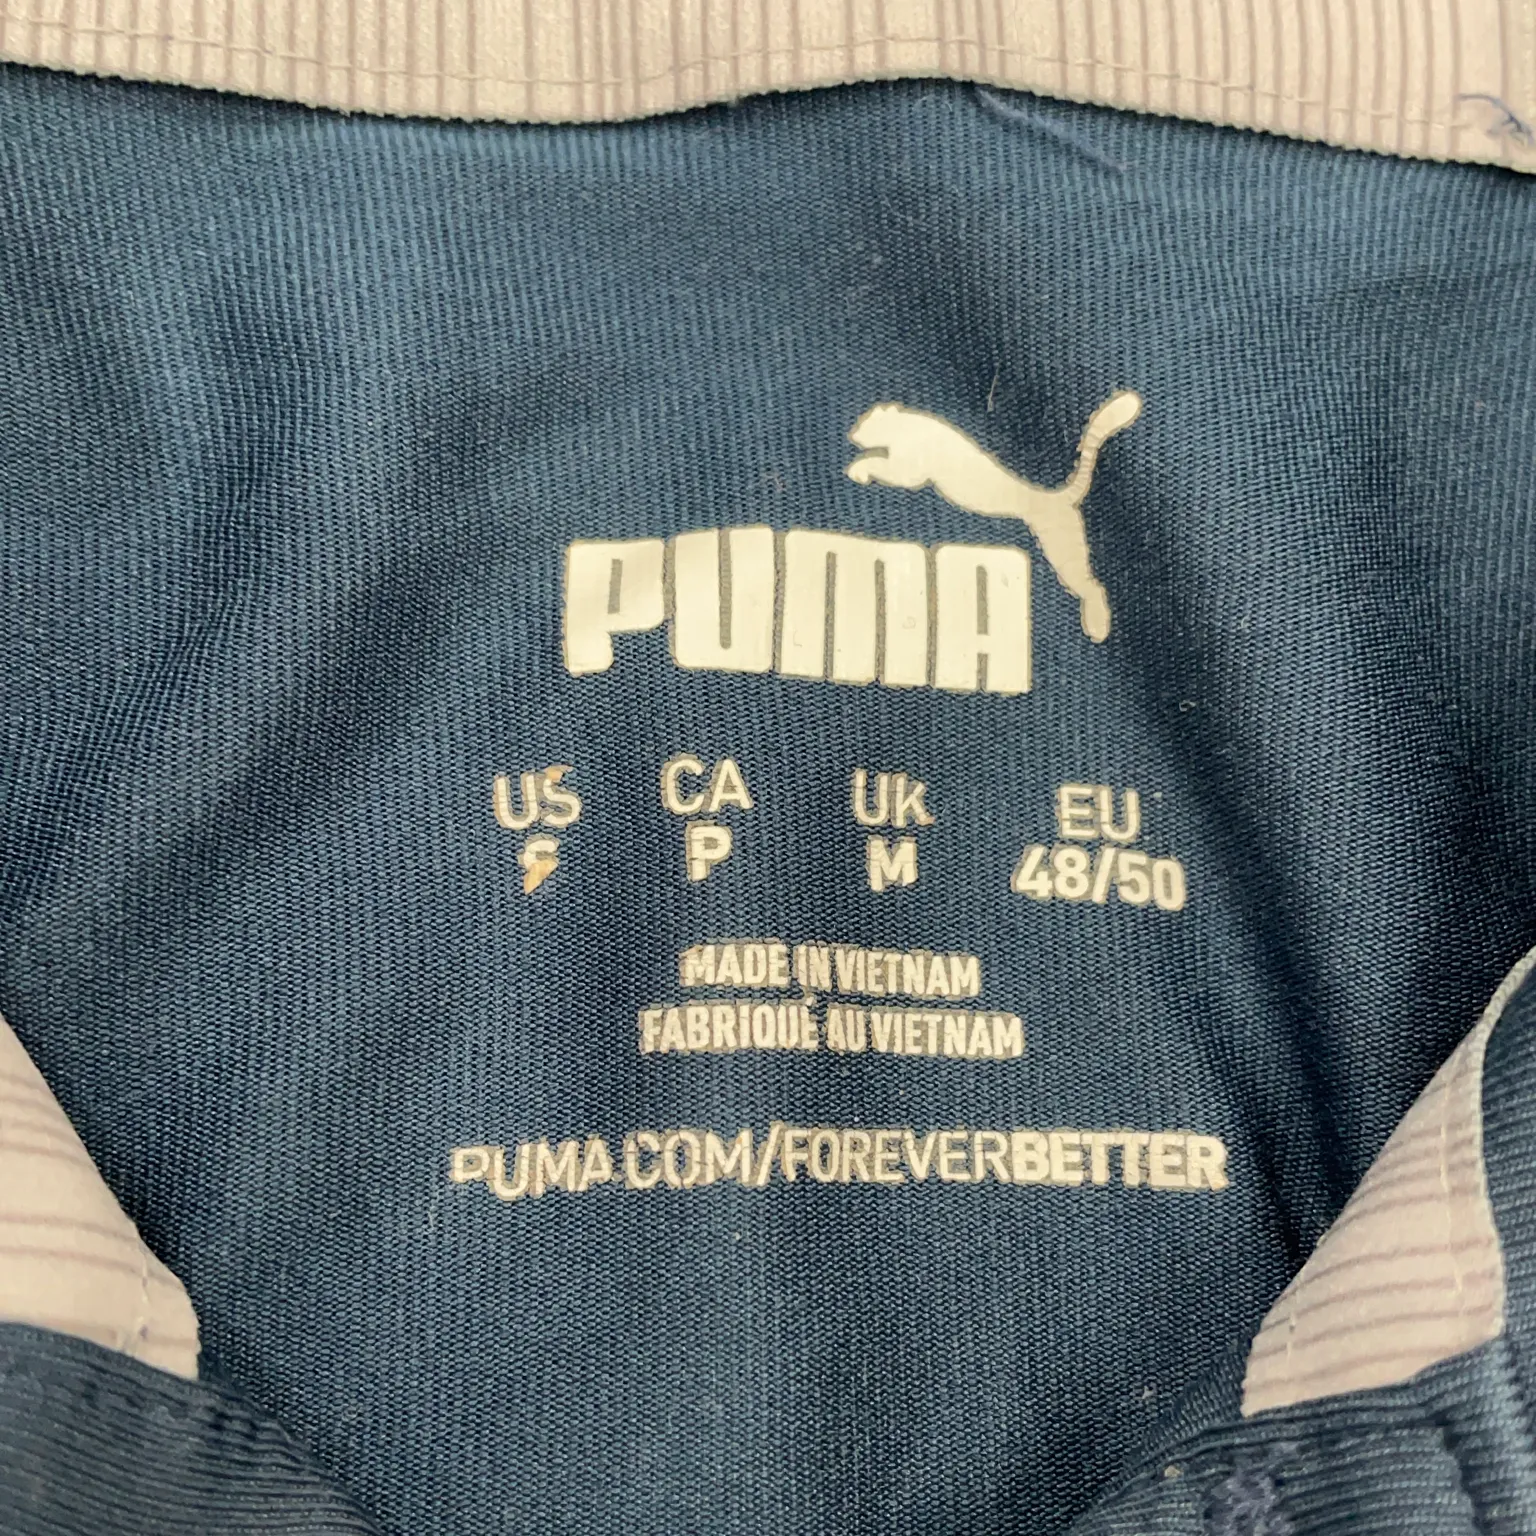 PUMA
US CA UK EU
S P M 48/50
MADE IN VIETNAM
FABRIQUÉ AU VIETNAM
PUMA.COM/FOREVERBETTER